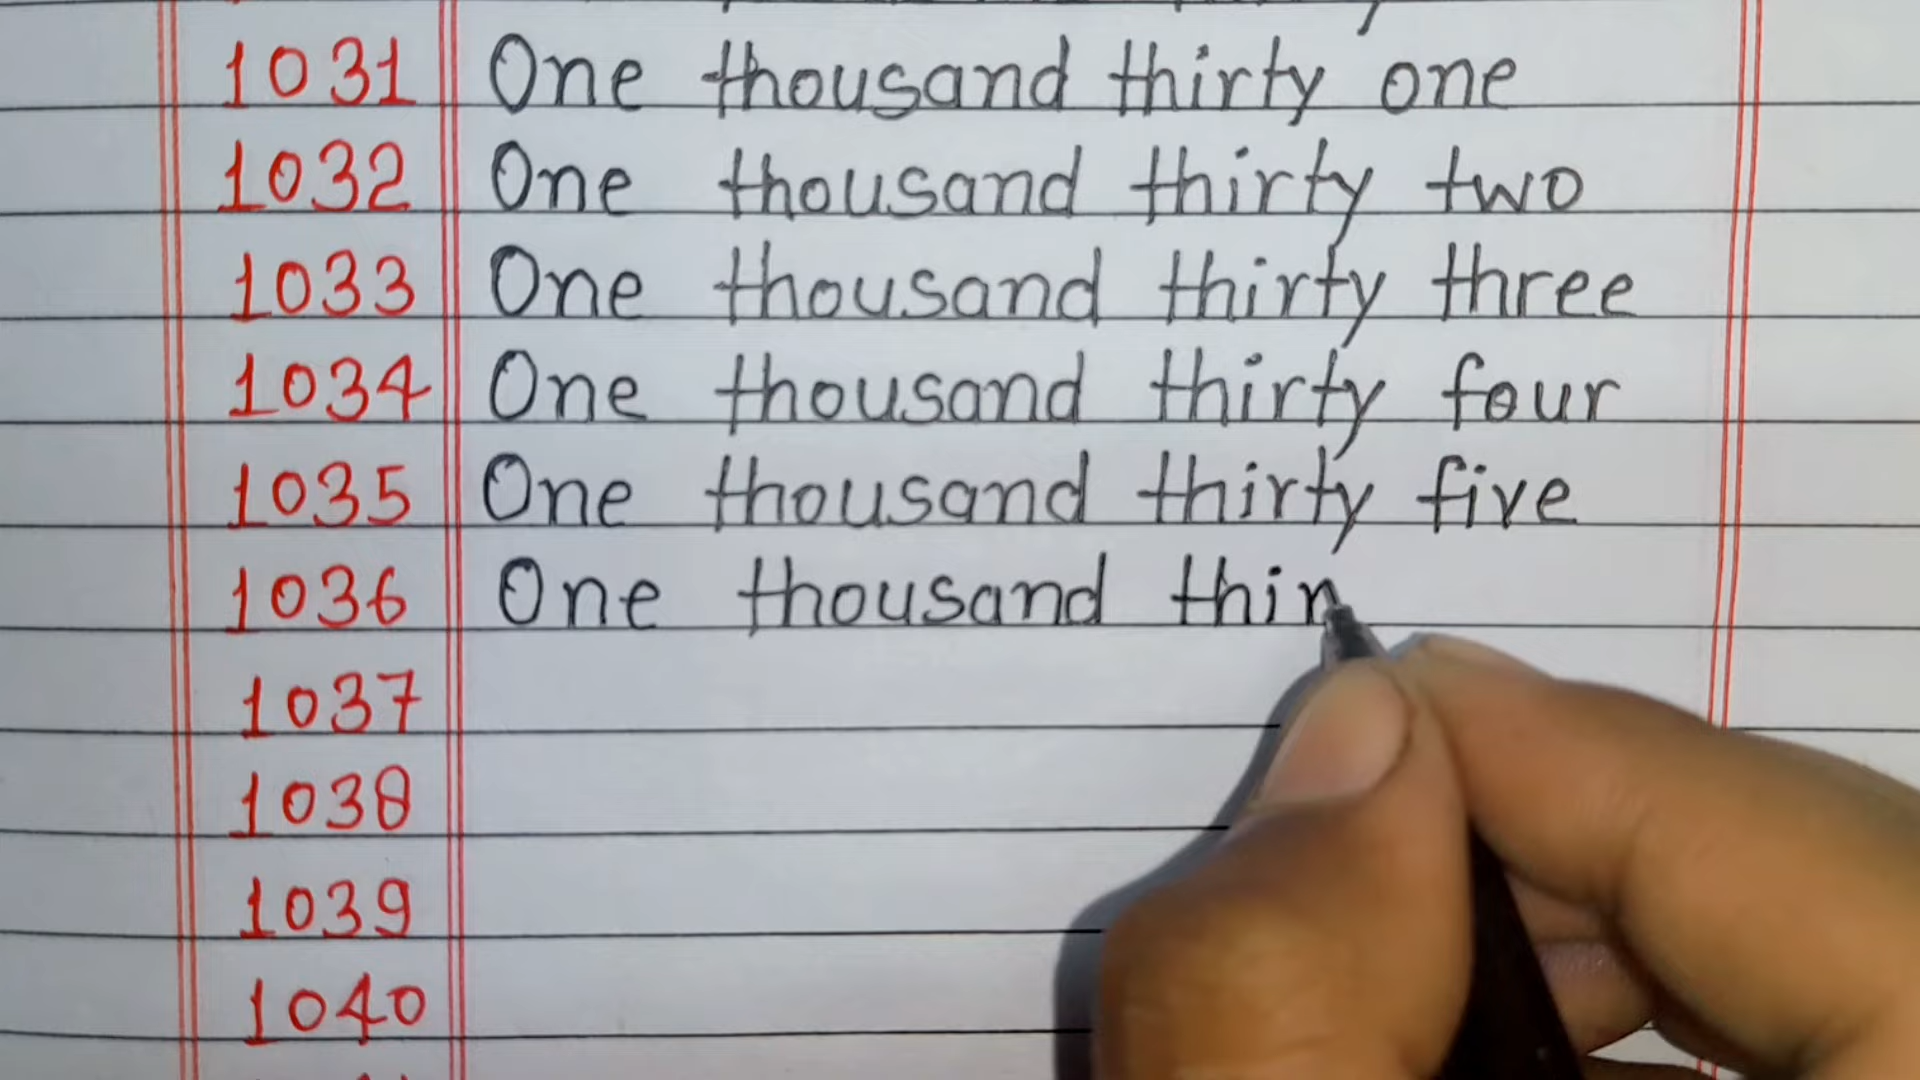 1031 One thousand thirty one
1032 One thousand thirty two
1033 One thousand thirty three
1034 One thousand thirty four
1035 One thousand thirty five
1036 One thousand thir
1037
1038
1039
1040